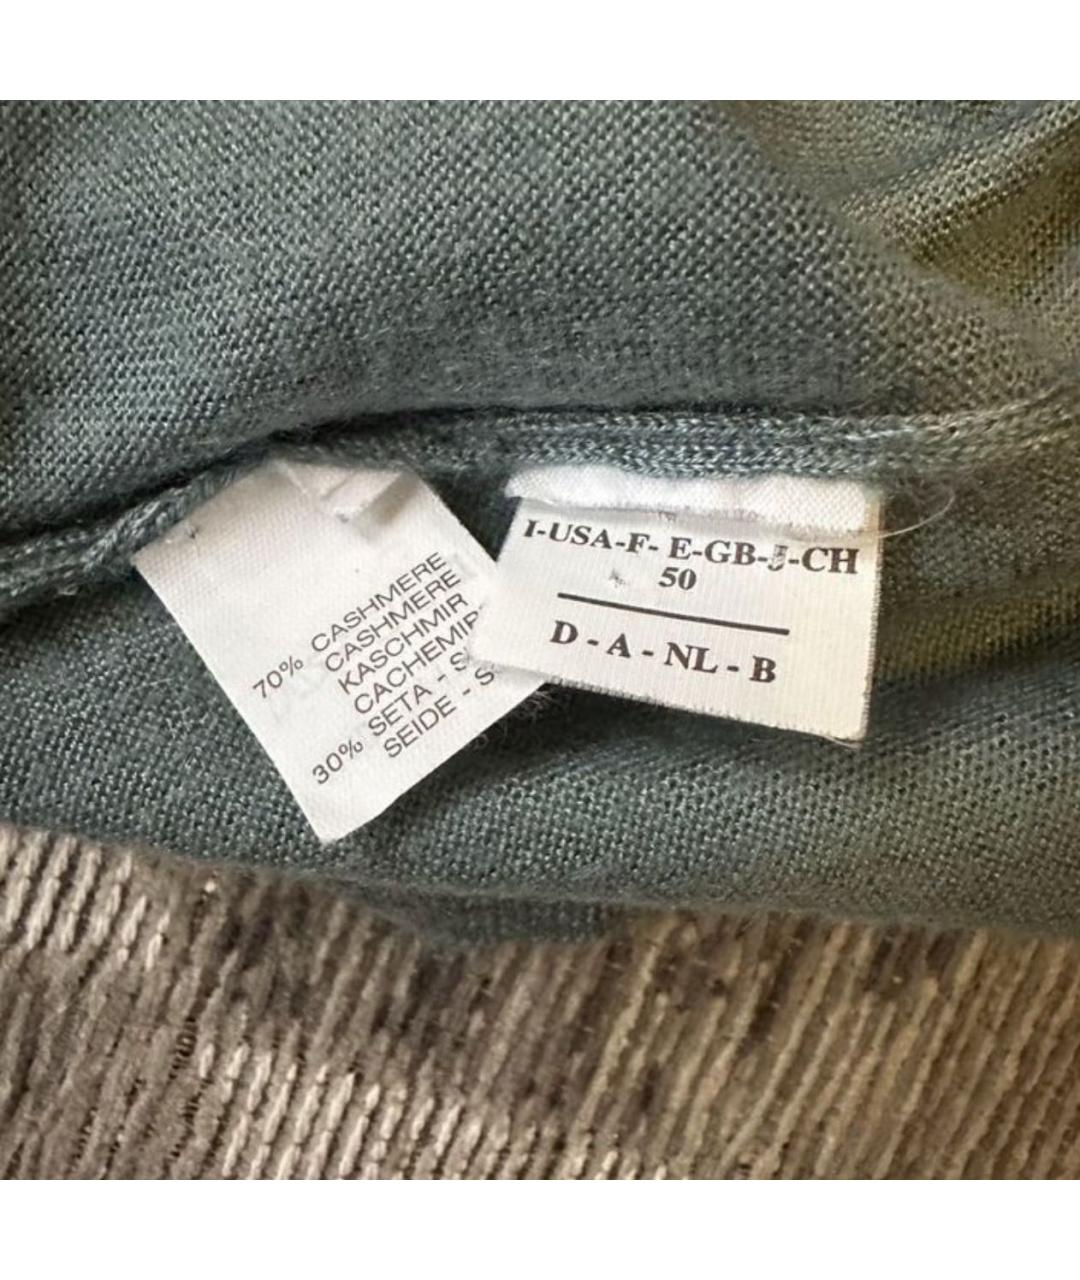 70% CASHMERE
CASHMERE
KASCHMIR
CACHEMIR
30% SETA -
SEIDE -
I-USA-F- E-GB-J-CH
50
D - A - NL - B